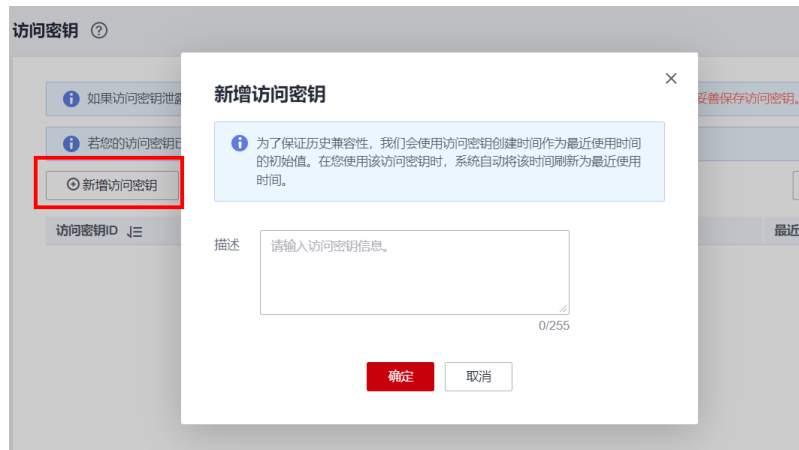 访问密钥
如果访问密钥泄露
妥善保存访问密钥。
若您的访问密钥已
新增访问密钥
访问密钥ID
最近
新增访问密钥
为了保证历史兼容性，我们会使用访问密钥创建时间作为最近使用时间
的初始值。在您使用该访问密钥时，系统自动将该时间刷新为最近使用
时间。
描述
请输入访问密钥信息。
0/255
确定
取消